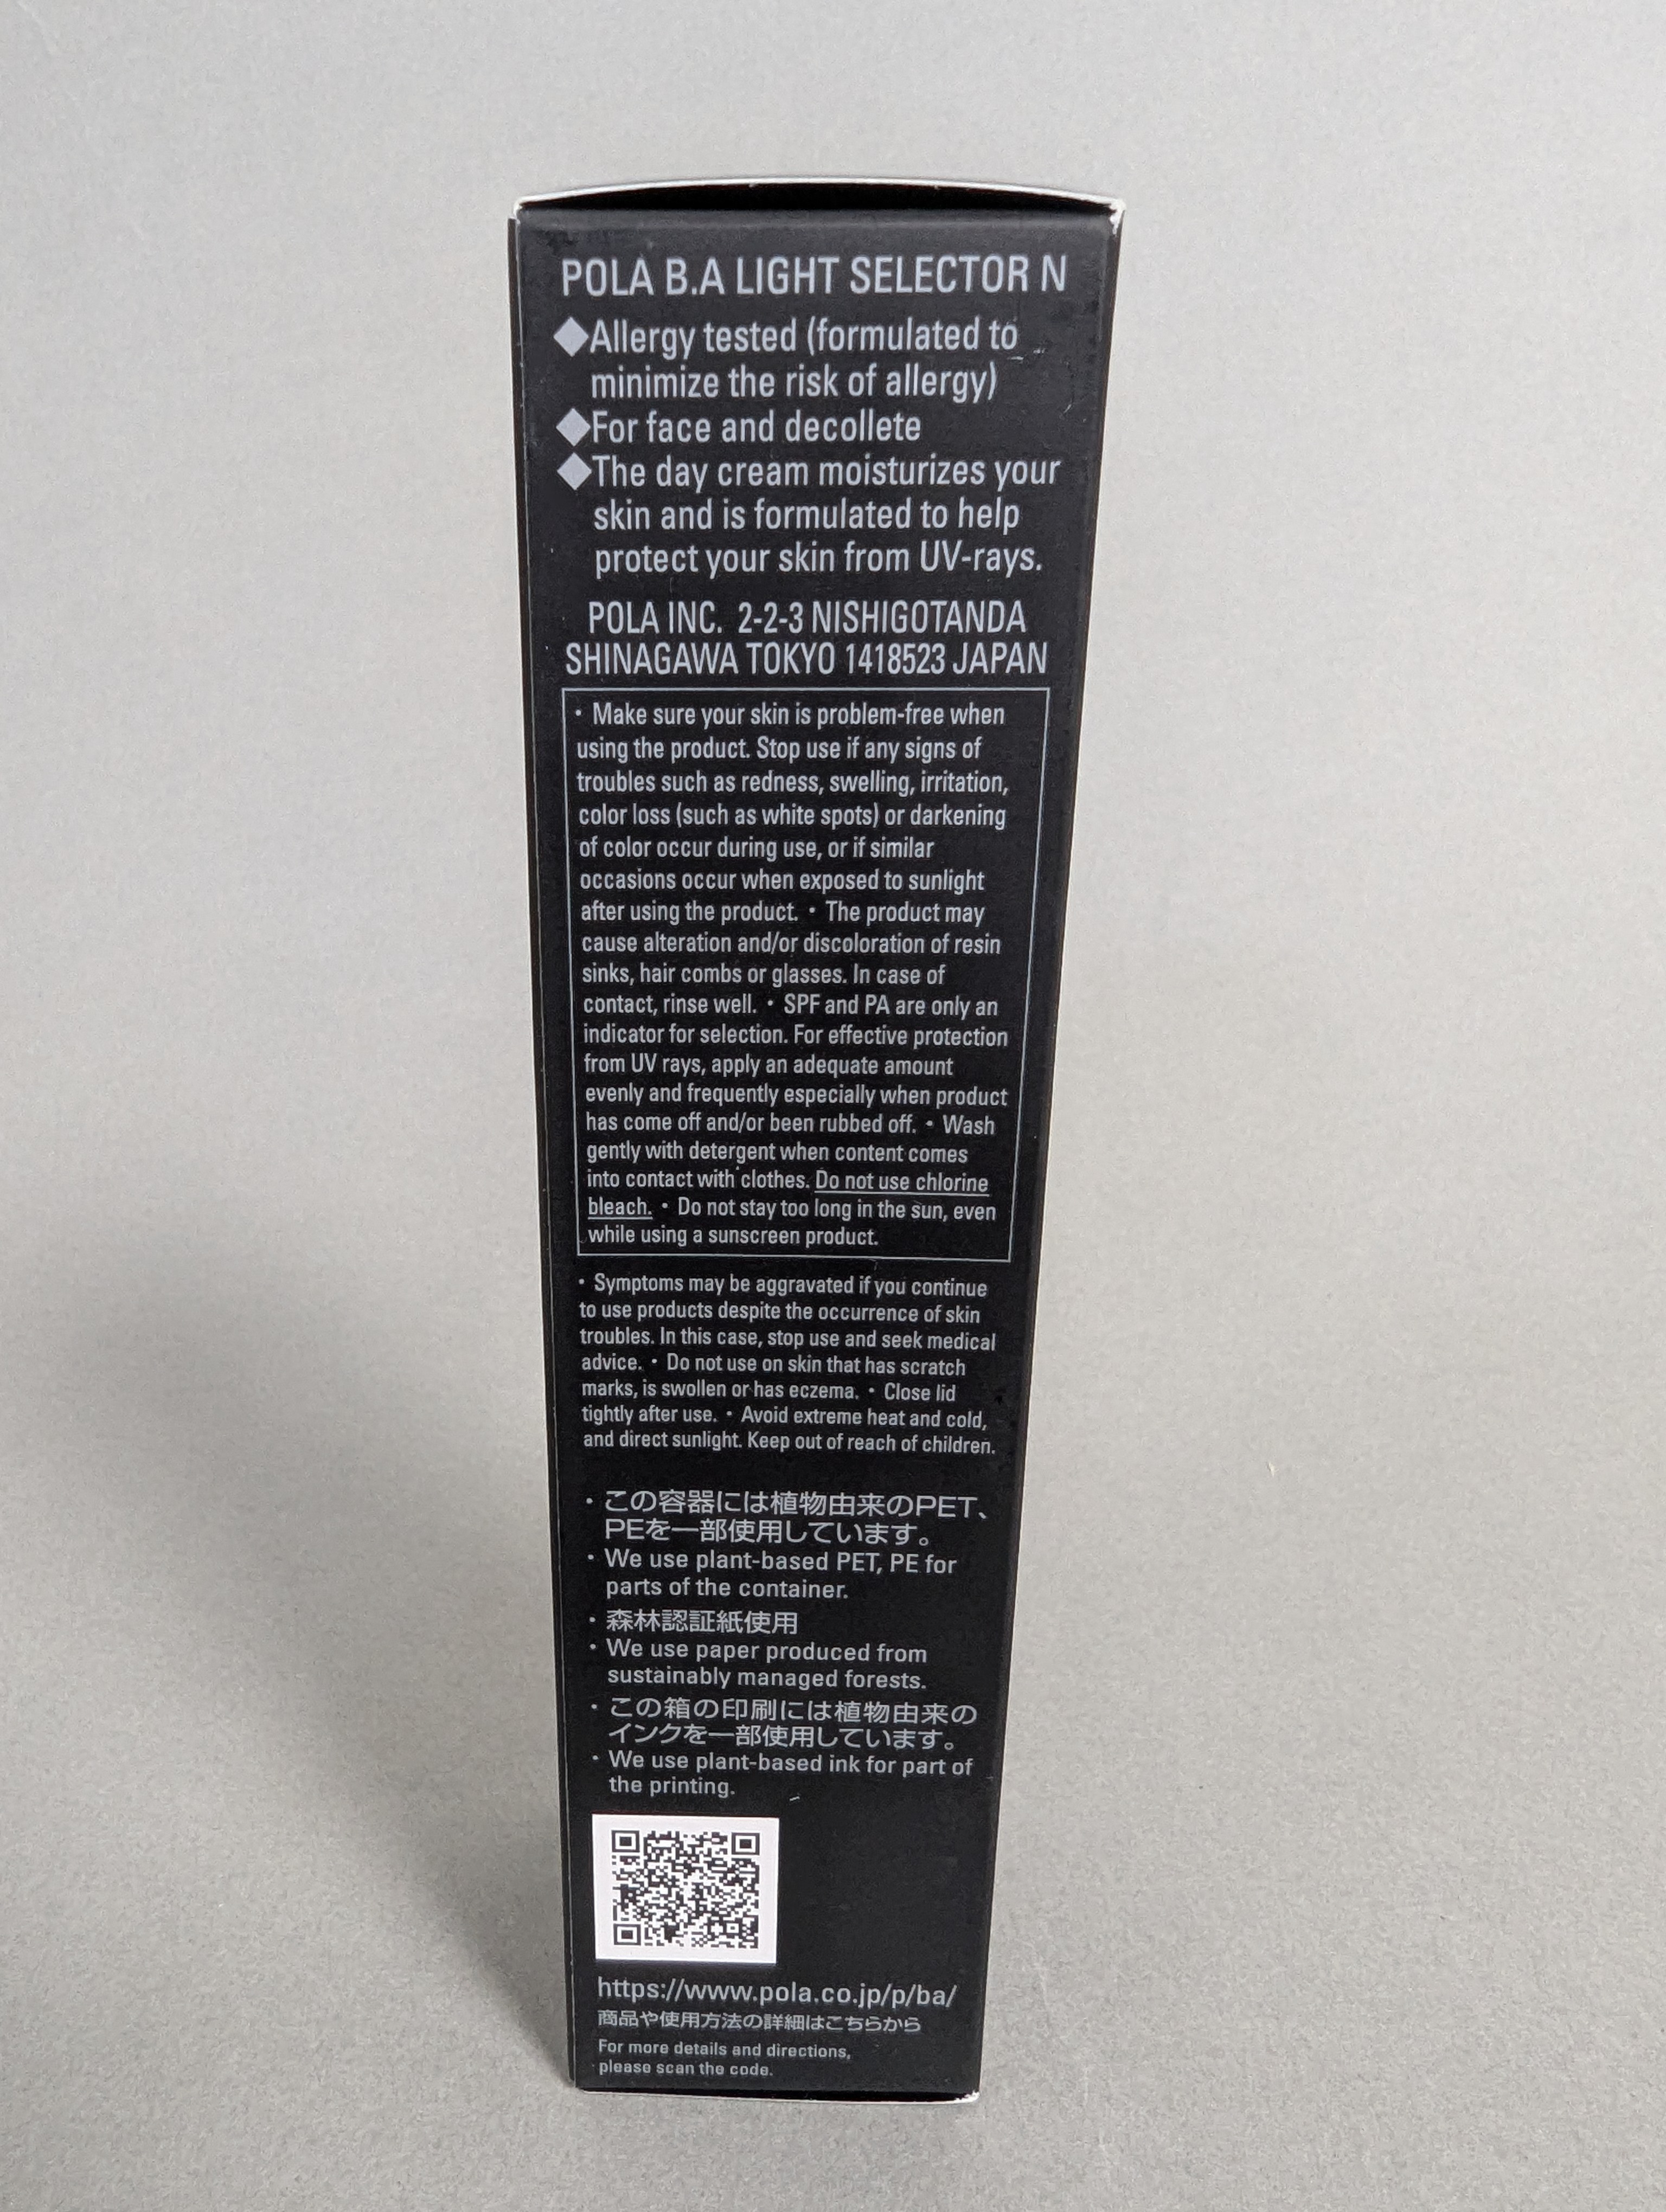 POLA B.A LIGHT SELECTOR N
◆Allergy tested (formulated to
minimize the risk of allergy)
◆For face and decollete
◆The day cream moisturizes your
skin and is formulated to help
protect your skin from UV-rays.
POLA INC. 2-2-3 NISHIGOTANDA
SHINAGAWA TOKYO 1418523 JAPAN
・Make sure your skin is problem-free when
using the product. Stop use if any signs of
troubles such as redness, swelling, irritation,
color loss (such as white spots) or darkening
of color occur during use, or if similar
occasions occur when exposed to sunlight
after using the product. ・The product may
cause alteration and/or discoloration of resin
sinks, hair combs or glasses. In case of
contact, rinse well. ・SPF and PA are only an
indicator for selection. For effective protection
from UV rays, apply an adequate amount
evenly and frequently especially when product
has come off and/or been rubbed off. ・Wash
gently with detergent when content comes
into contact with clothes. Do not use chlorine
bleach. ・Do not stay too long in the sun, even
while using a sunscreen product.
・Symptoms may be aggravated if you continue
to use products despite the occurrence of skin
troubles. In this case, stop use and seek medical
advice. ・Do not use on skin that has scratch
marks, is swollen or has eczema. ・Close lid
tightly after use. ・Avoid extreme heat and cold,
and direct sunlight. Keep out of reach of children.
・この容器には植物由来のPET、
PEを一部使用しています。
・We use plant-based PET, PE for
parts of the container.
・森林認証紙使用
・We use paper produced from
sustainably managed forests.
・この箱の印刷には植物由来の
インクを一部使用しています。
・We use plant-based ink for part of
the printing.
https://www.pola.co.jp/p/ba/
商品や使用方法の詳細はこちらから
For more details and directions,
please scan the code.